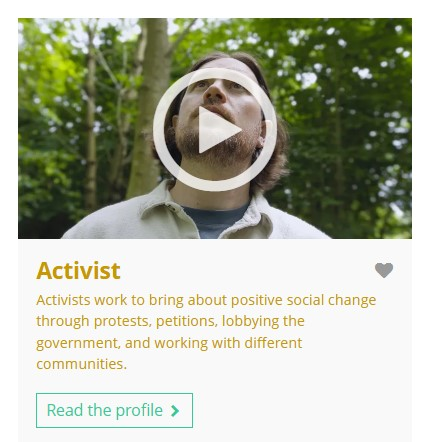 Activist
Activists work to bring about positive social change
through protests, petitions, lobbying the
government, and working with different
communities.
Read the profile